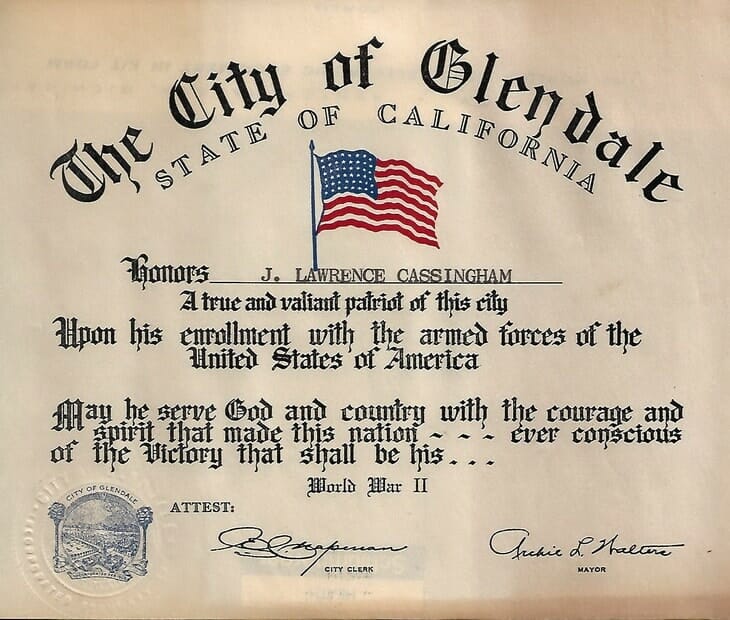 The City of Glendale
STATE OF CALIFORNIA
Honors J. LAWRENCE CASSINGHAM
A true and valiant patriot of this city
Upon his enrollment with the armed forces of the
United States of America
May he serve God and country with the courage and
spirit that made this nation - - - ever conscious
of the Victory that shall be his...
World War II
CITY OF GLENDALE
ATTEST:
Archie L. Walters
CITY CLERK
MAYOR